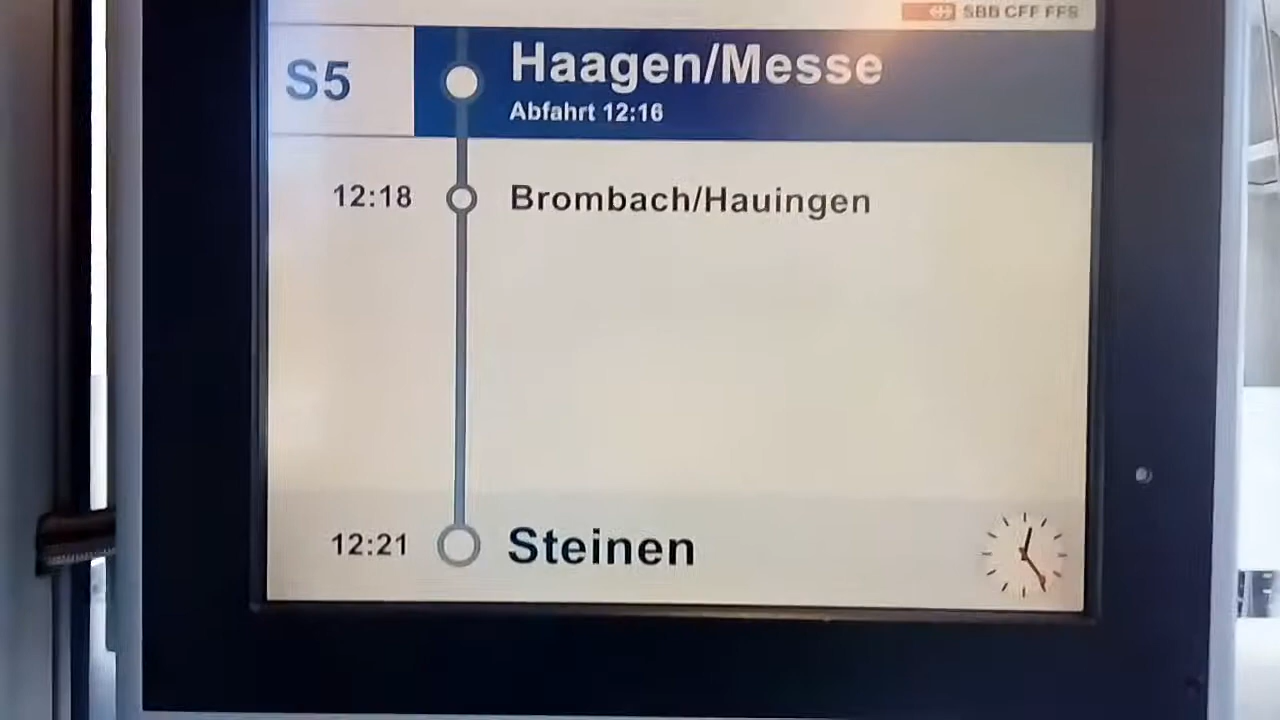 SBB CFF FFS
S5
Haagen/Messe
Abfahrt 12:16
12:18 Brombach/Hauingen
12:21 Steinen